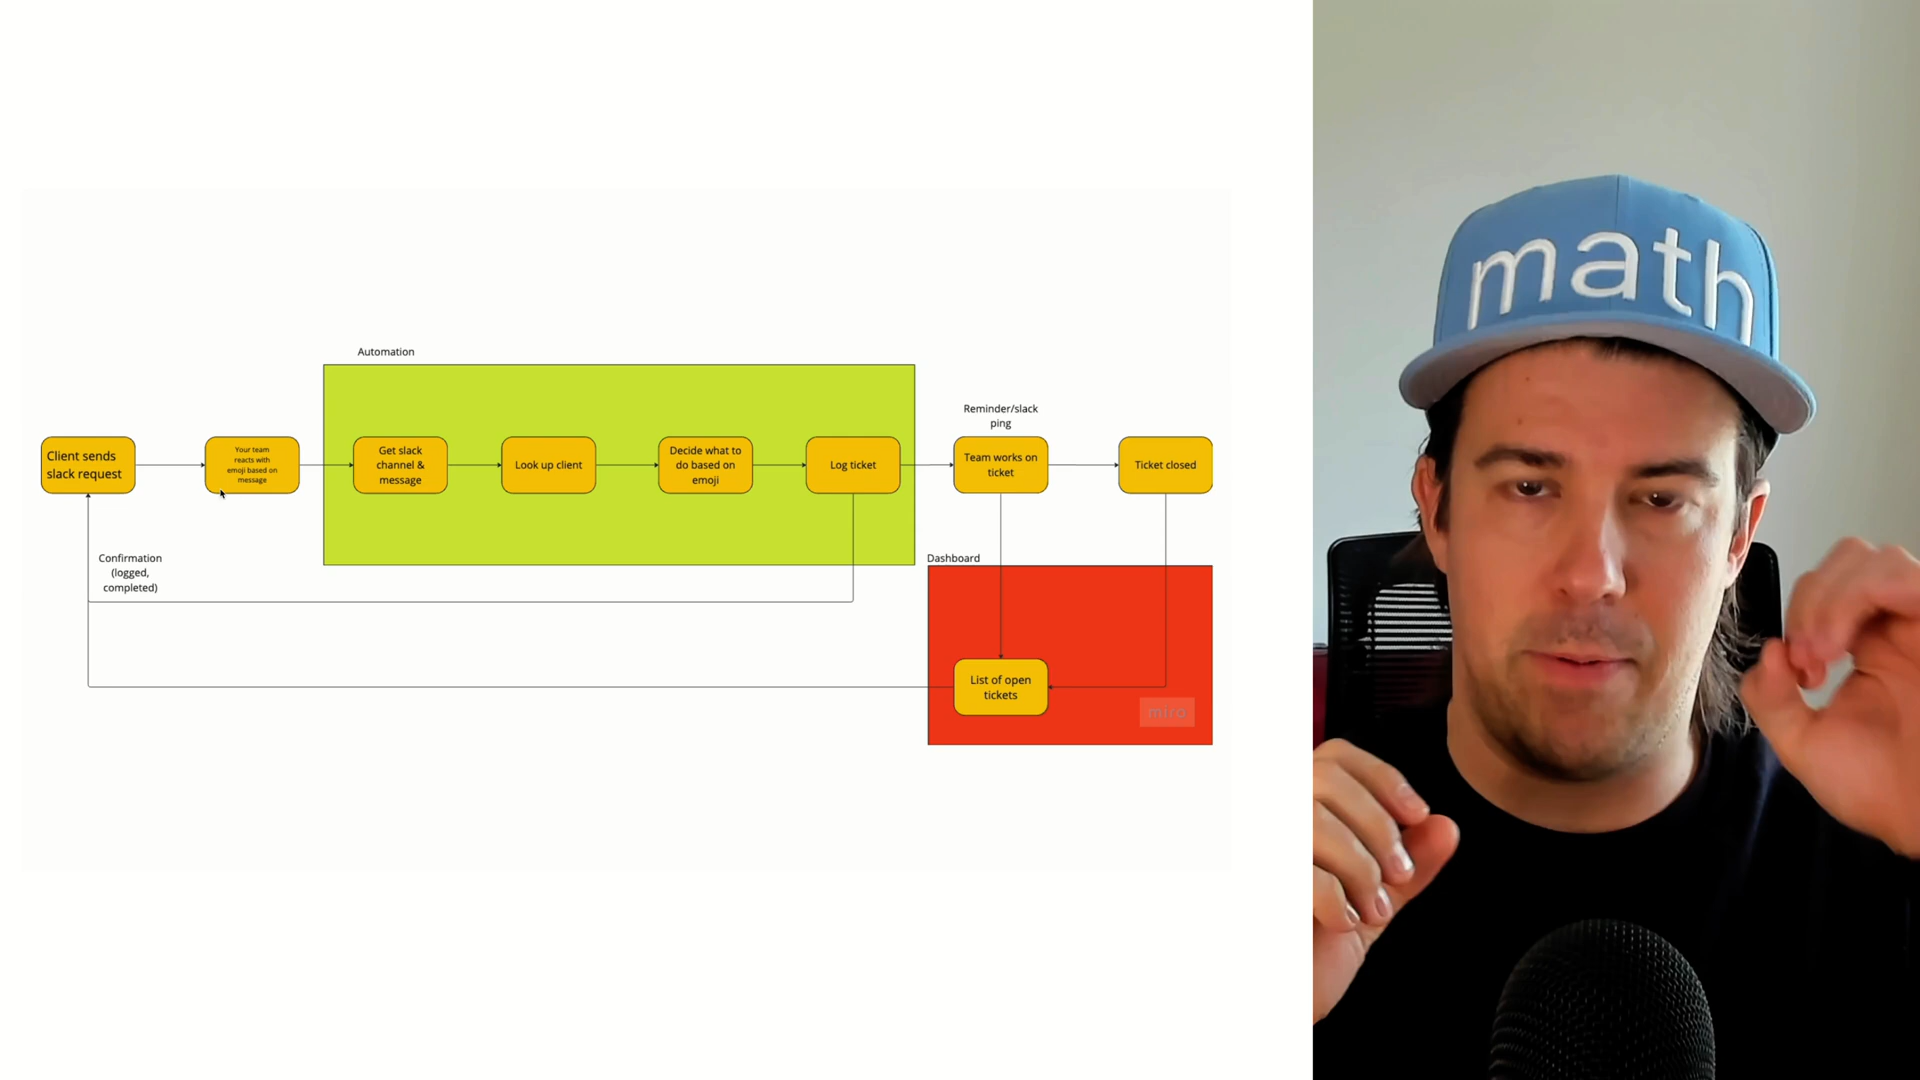 Automation
Reminder/slack
ping
Client sends
slack request
Your team
reacts with
emoji based on
message
Get slack
channel &
message
Look up client
Decide what to
do based on
emoji
Log ticket
Team works on
ticket
Ticket closed
Confirmation
(logged,
completed)
Dashboard
List of open
tickets
miro
math